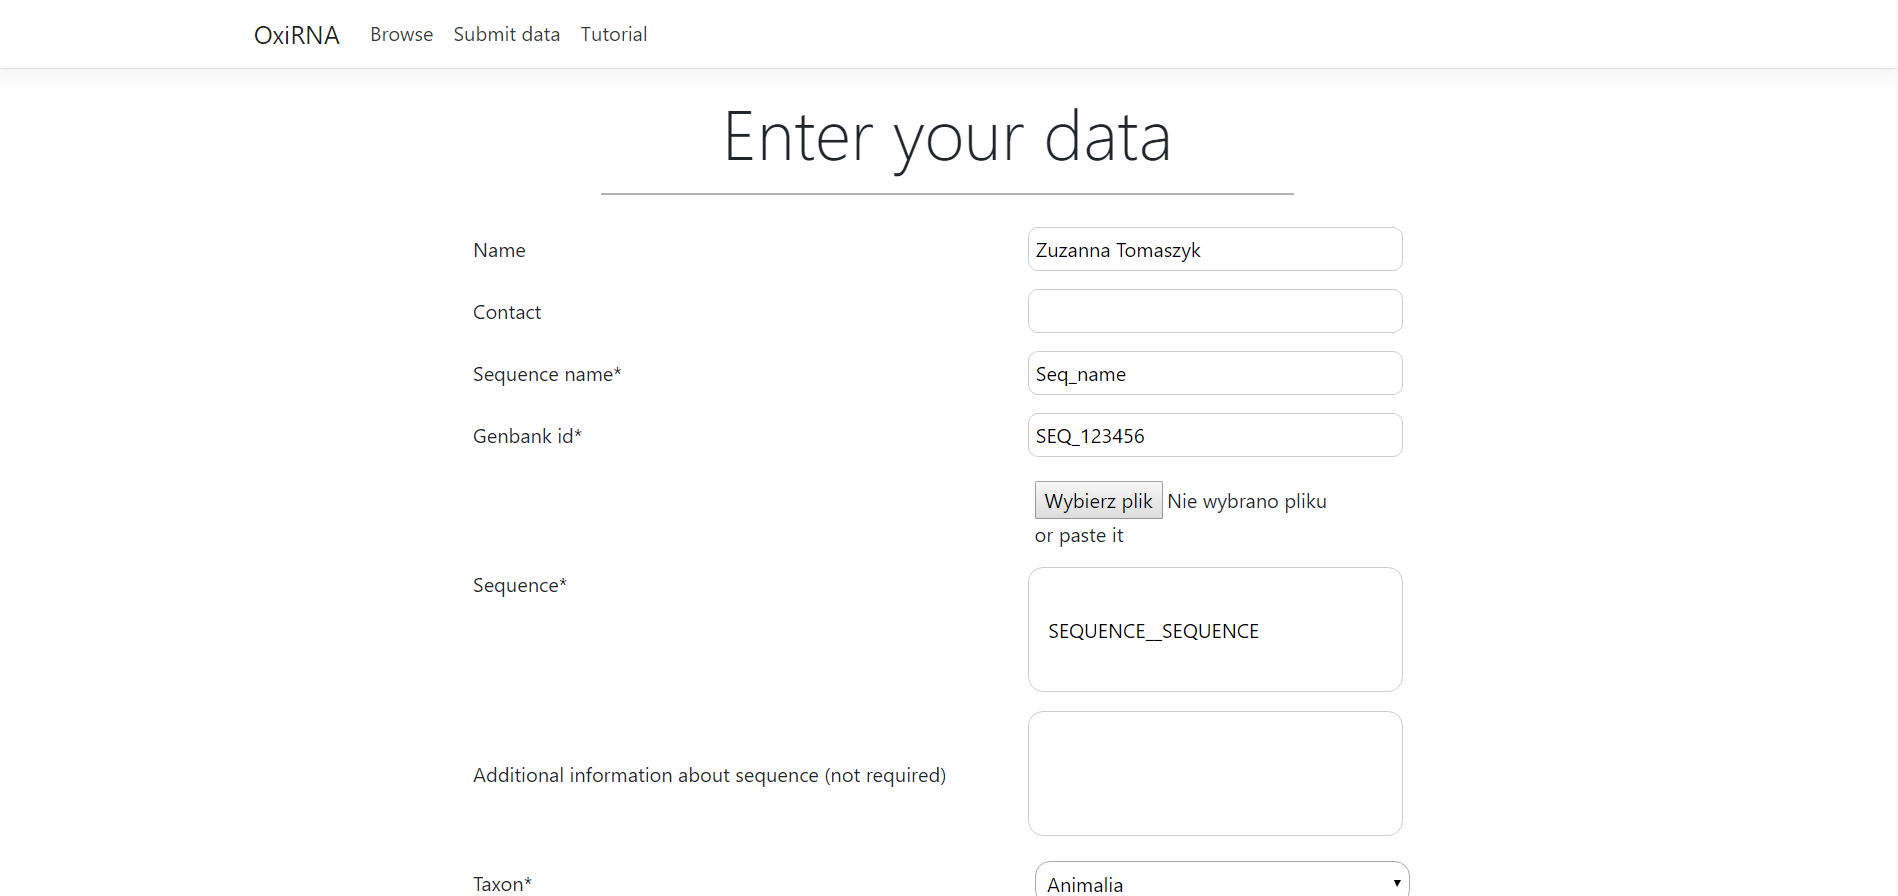 OxiRNA Browse Submit data Tutorial
Enter your data
Name Zuzanna Tomaszyk
Contact
Sequence name* Seq_name
Genbank id* SEQ_123456
Wybierz plik Nie wybrano pliku
or paste it
Sequence*
SEQUENCE__SEQUENCE
Additional information about sequence (not required)
Taxon* Animalia